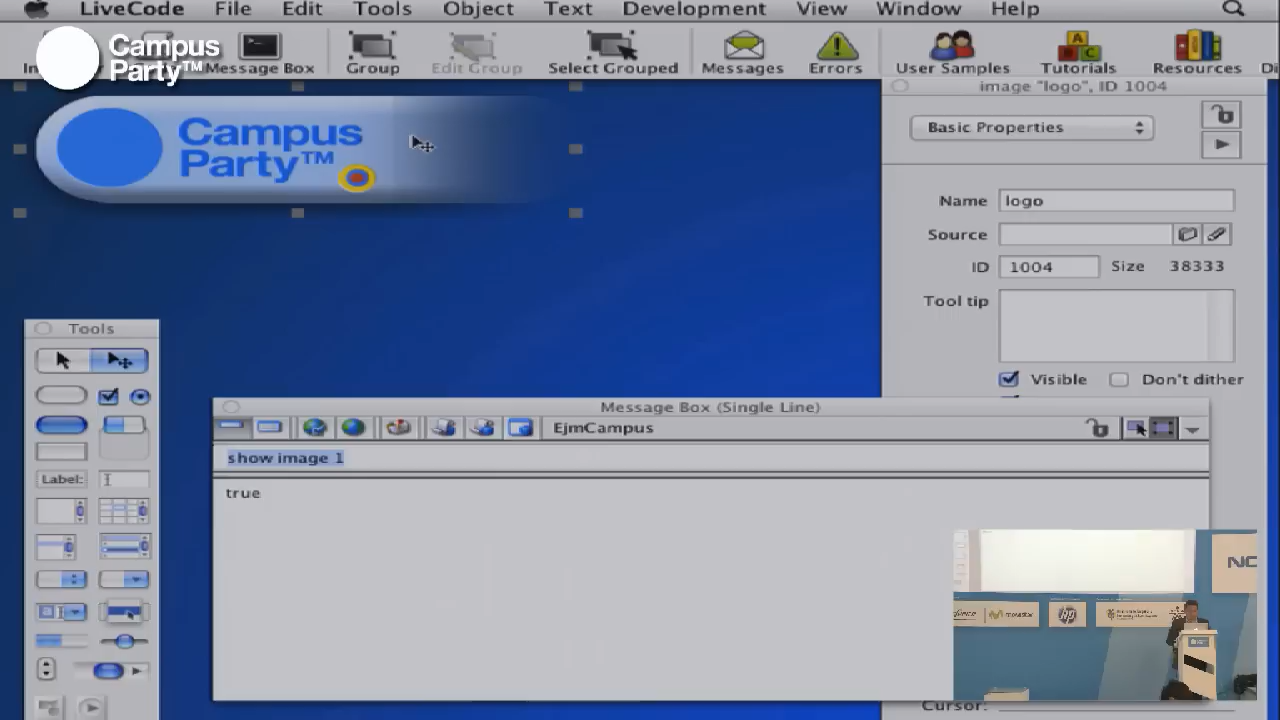 LiveCode File Edit Tools Object Text Development View Window Help
Campus
Party™
Message Box Group Edit Group Select Grouped Messages Errors User Samples Tutorials Resources
image "logo", ID 1004
Campus
Party™
Basic Properties
Name logo
Source
ID 1004 Size 38333
Tool tip
Visible Don't dither
Tools
Label:
Message Box (Single Line)
EjmCampus
show image 1
true
NC
movistar
hp
Cursor: